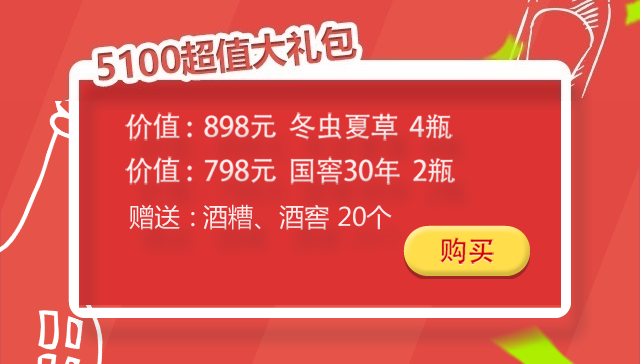 5100超值大礼包
价值：898元 冬虫夏草 4瓶
价值：798元 国窖30年 2瓶
赠送：酒糟、酒窖 20个
购买